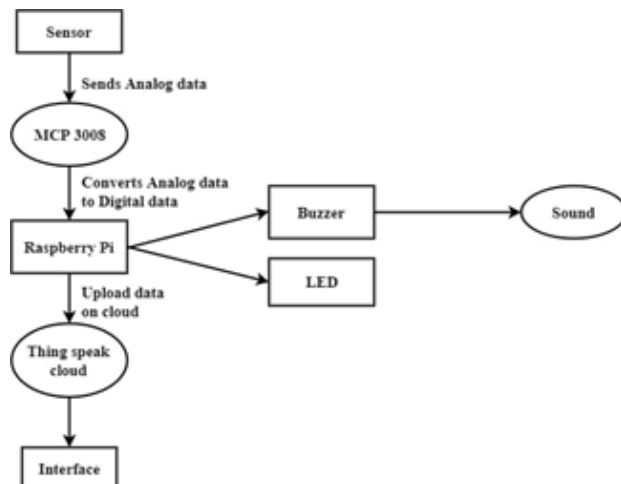 Sensor
Sends Analog data
MCP 3008
Converts Analog data
to Digital data
Raspberry Pi
Buzzer
Sound
LED
Upload data
on cloud
Thing speak
cloud
Interface